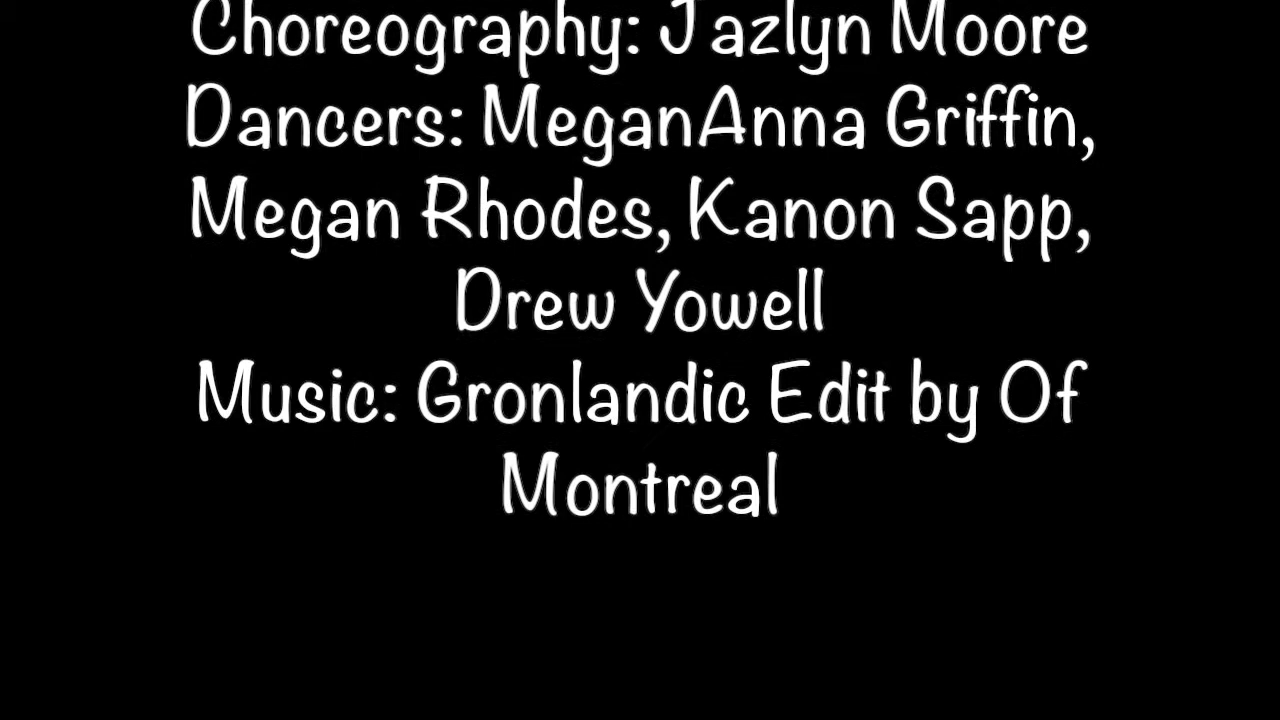 Choreography: Jazlyn Moore
Dancers: MeganAnna Griffin,
Megan Rhodes, Kanon Sapp,
Drew Yowell
Music: Gronlandic Edit by Of
Montreal